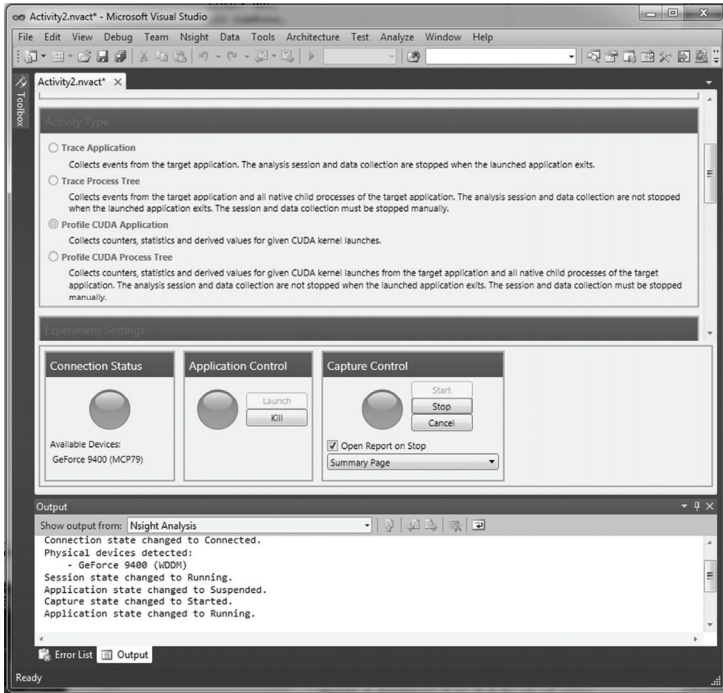 Activity2.nvact* - Microsoft Visual Studio
File Edit View Debug Team Nsight Data Tools Architecture Test Analyze Window Help
Toolbox
Activity2.nvact*
Activity Type
Trace Application
Collects events from the target application. The analysis session and data collection are stopped when the launched application exits.
Trace Process Tree
Collects events from the target application and all native child processes of the target application. The analysis session and data collection are not stopped
when the launched application exits. The session and data collection must be stopped manually.
Profile CUDA Application
Collects counters, statistics and derived values for given CUDA kernel launches.
Profile CUDA Process Tree
Collects counters, statistics and derived values for given CUDA kernel launches from the target application and all native child processes of the target
application. The analysis session and data collection are not stopped when the launched application exits. The session and data collection must be stopped
manually.
Experiment Settings
Connection Status
Available Devices:
GeForce 9400 (MCP79)
Application Control
Launch
Kill
Capture Control
Start
Stop
Cancel
Open Report on Stop
Summary Page
Output
Show output from: Nsight Analysis
Connection state changed to Connected.
Physical devices detected:
- GeForce 9400 (WDDM)
Session state changed to Running.
Application state changed to Suspended.
Capture state changed to Started.
Application state changed to Running.
Error List Output
Ready